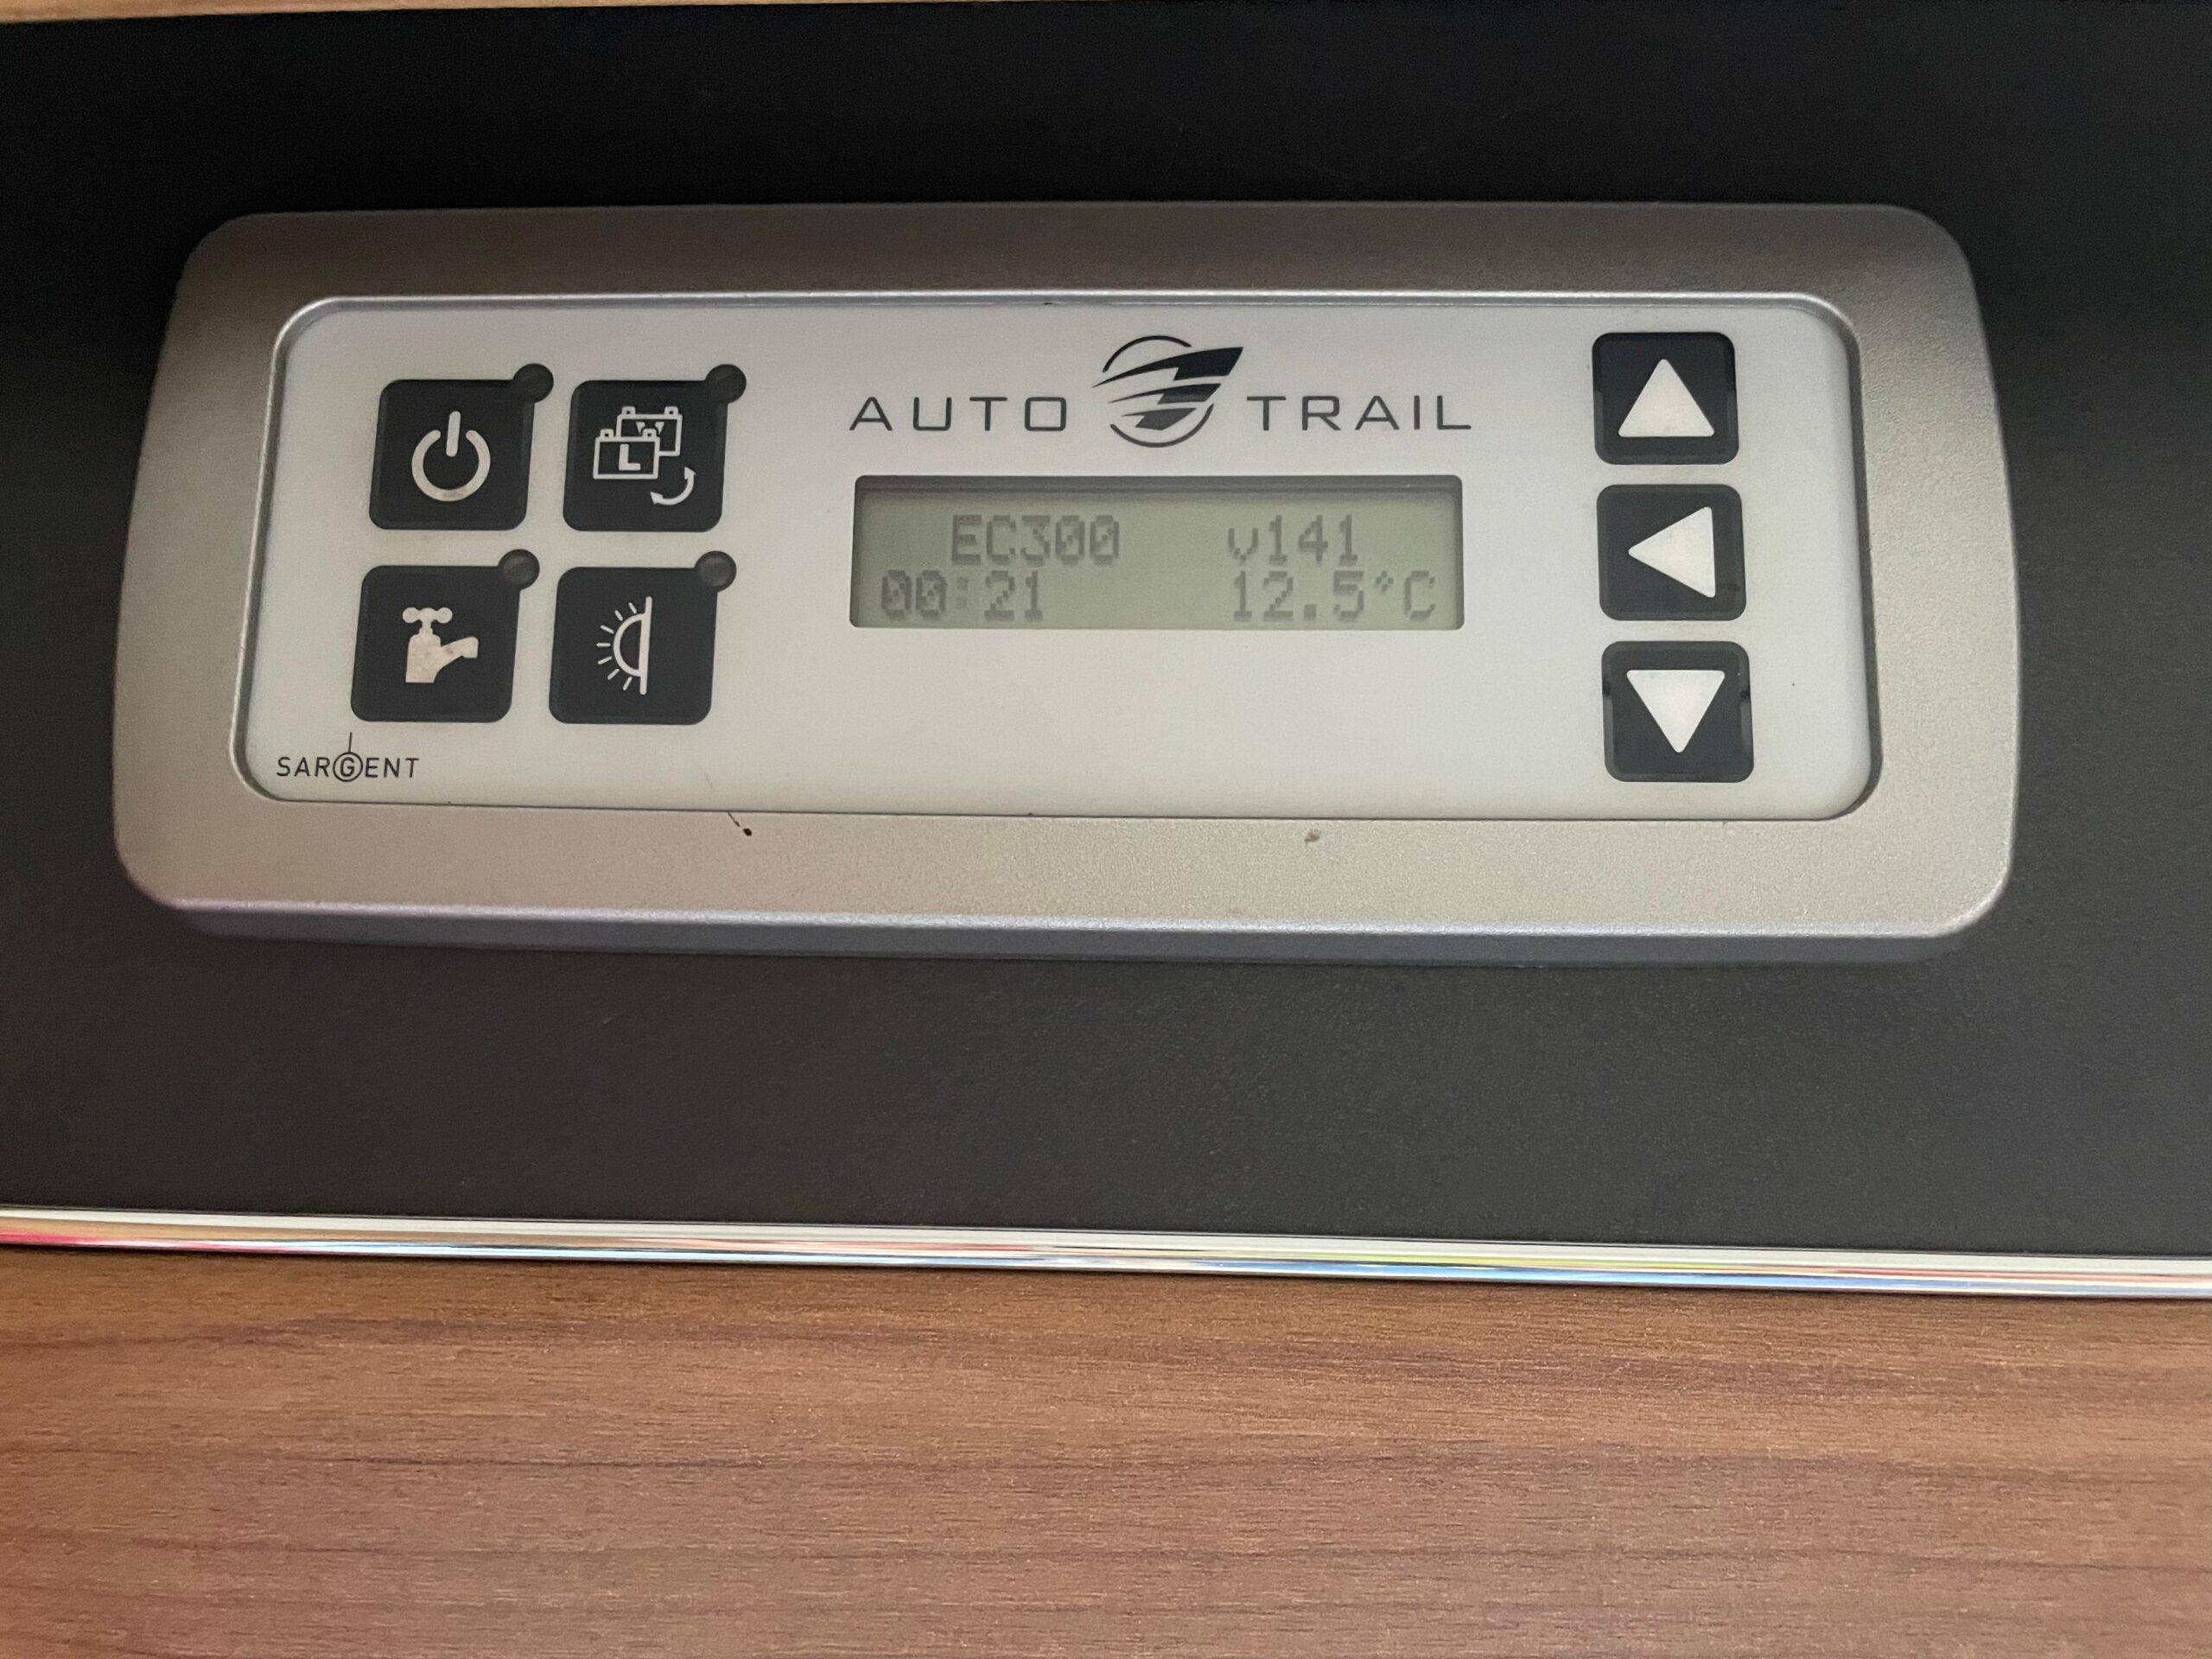 AUTO TRAIL
EC300 v141
00:21 12.5°C
L
SARGENT